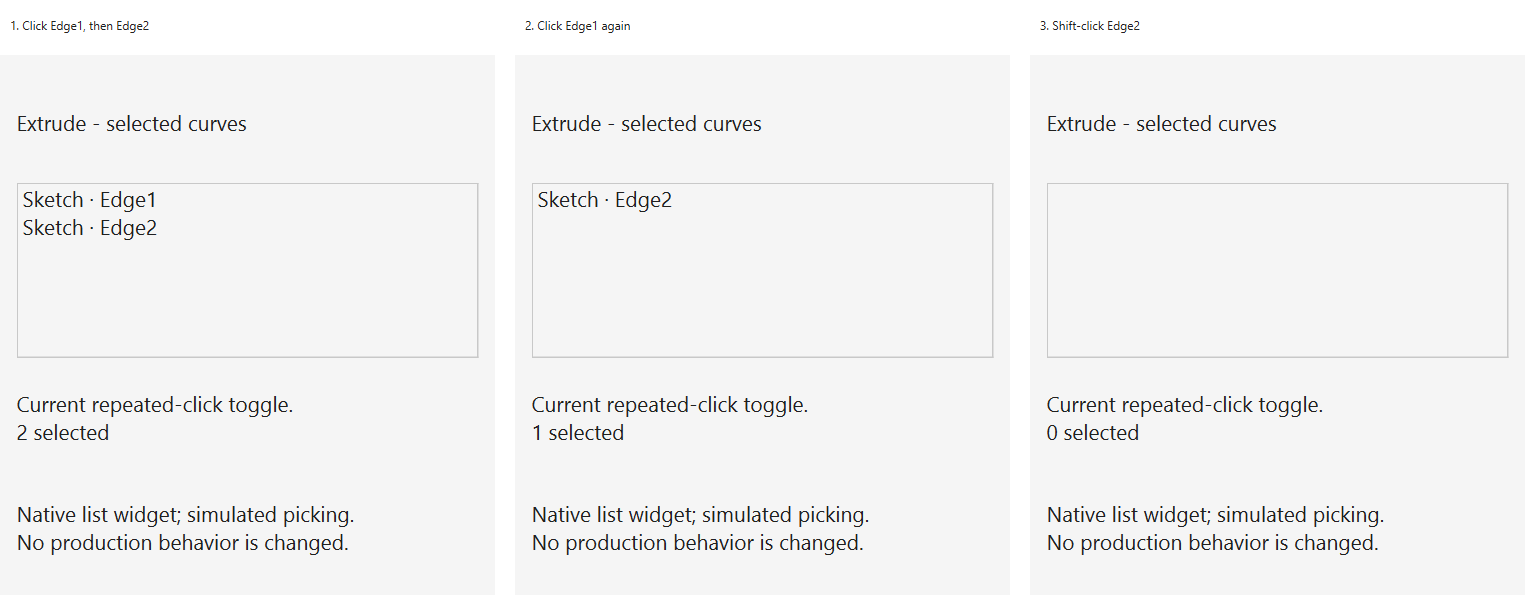 1. Click Edge1, then Edge2
Extrude - selected curves
Sketch · Edge1
Sketch · Edge2
Current repeated-click toggle.
2 selected
Native list widget; simulated picking.
No production behavior is changed.
2. Click Edge1 again
Extrude - selected curves
Sketch · Edge2
Current repeated-click toggle.
1 selected
Native list widget; simulated picking.
No production behavior is changed.
3. Shift-click Edge2
Extrude - selected curves
Current repeated-click toggle.
0 selected
Native list widget; simulated picking.
No production behavior is changed.